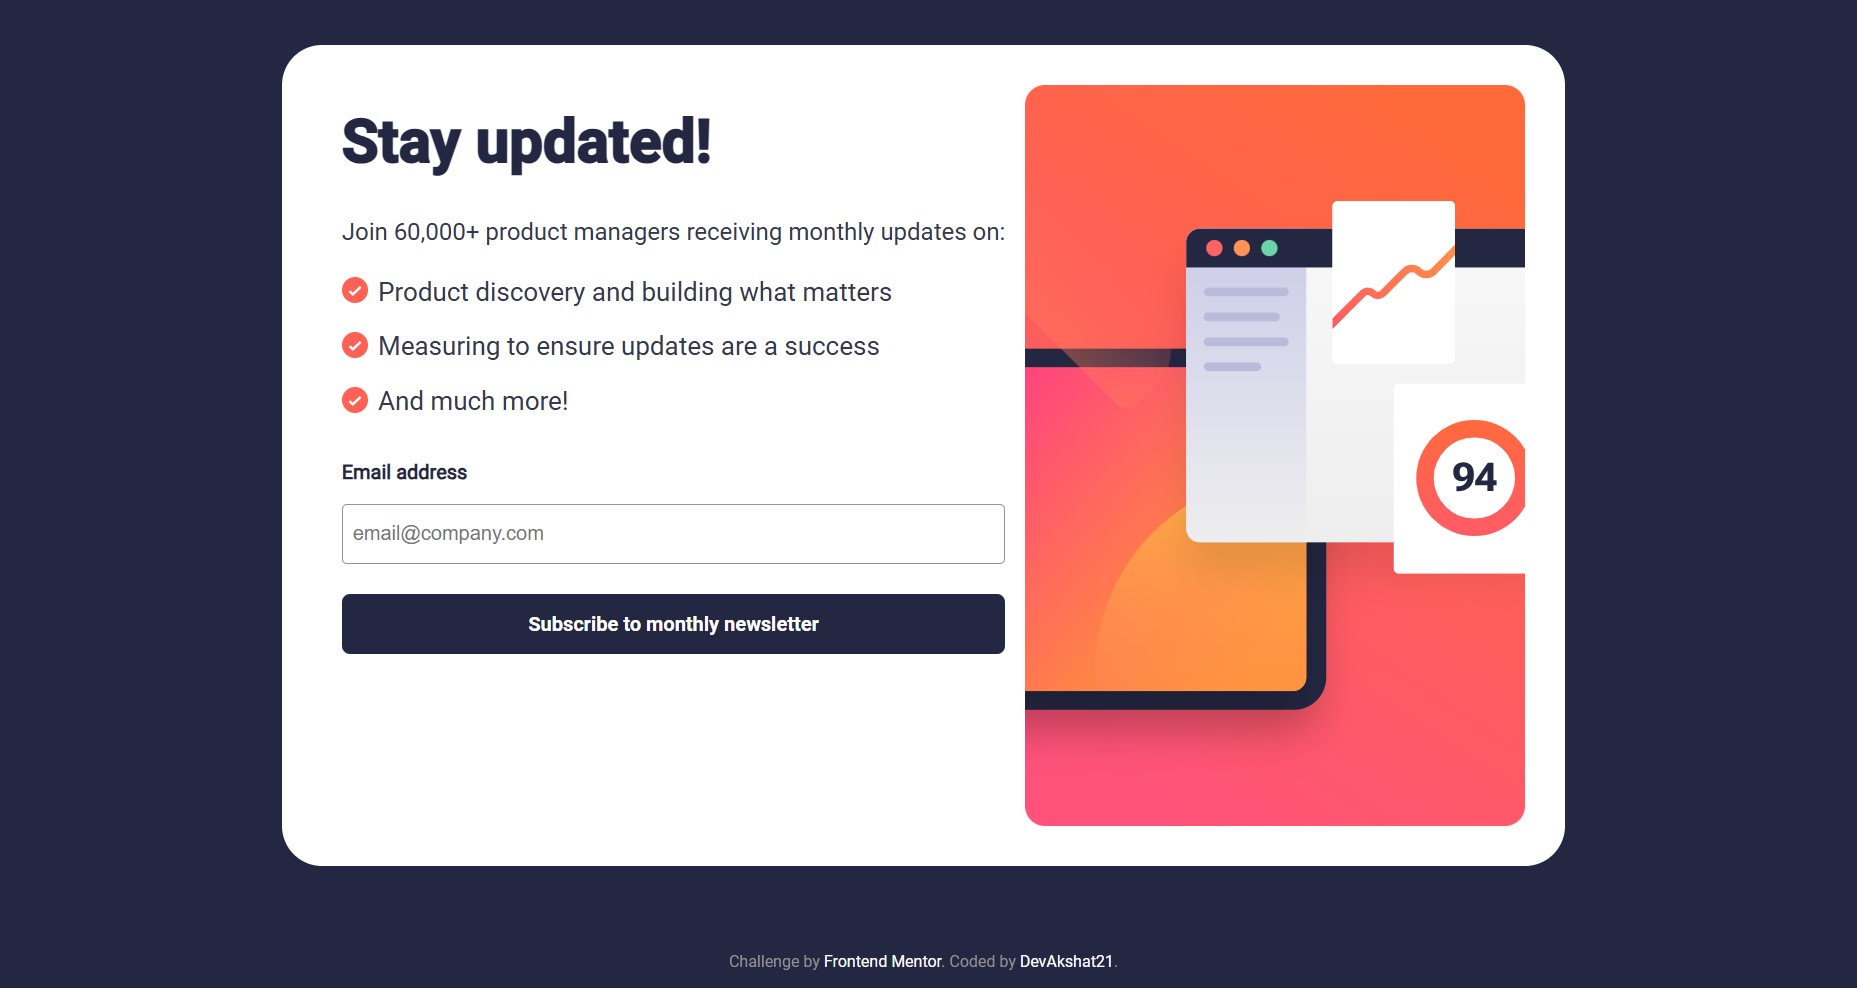 Stay updated!
Join 60,000+ product managers receiving monthly updates on:
Product discovery and building what matters
Measuring to ensure updates are a success
And much more!
Email address
email@company.com
Subscribe to monthly newsletter
94
Challenge by Frontend Mentor. Coded by DevAkshat21.